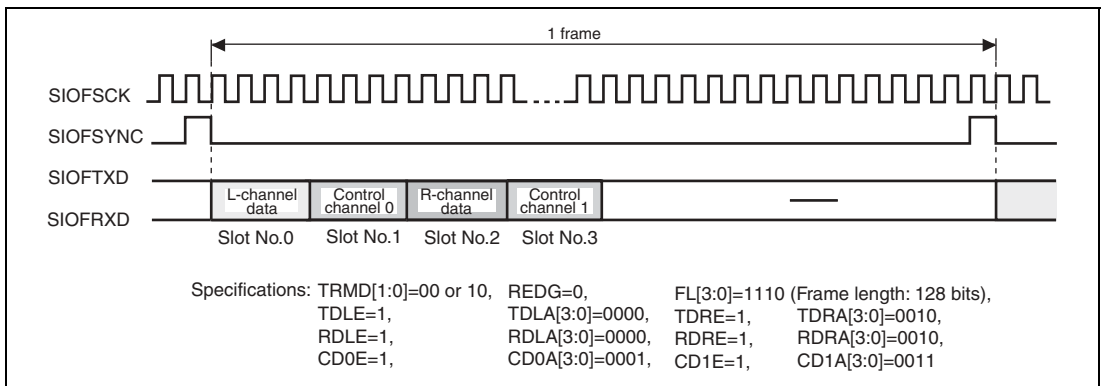 1 frame
SIOFSCK
SIOFSYNC
SIOFTXD
SIOFRXD
L-channel data
Control channel 0
R-channel data
Control channel 1
Slot No.0 Slot No.1 Slot No.2 Slot No.3
Specifications: TRMD[1:0]=00 or 10, REDG=0, FL[3:0]=1110 (Frame length: 128 bits),
TDLE=1, TDLA[3:0]=0000, TDRE=1, TDRA[3:0]=0010,
RDLE=1, RDLA[3:0]=0000, RDRE=1, RDRA[3:0]=0010,
CD0E=1, CD0A[3:0]=0001, CD1E=1, CD1A[3:0]=0011